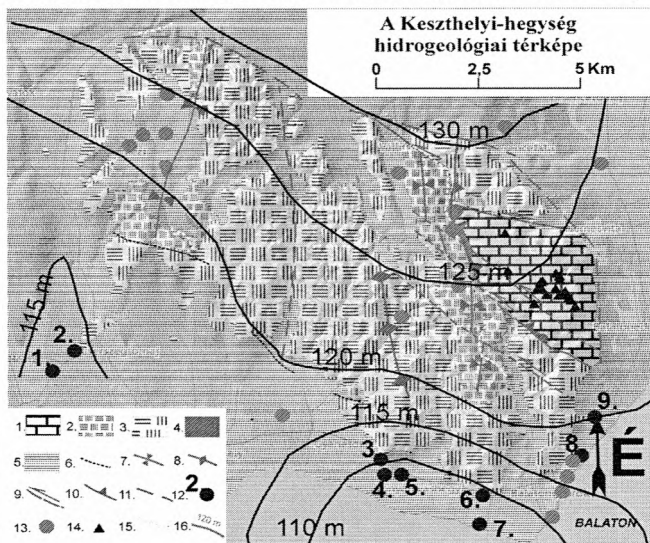 A Keszthelyi-hegység
hidrogeológiai térképe
0 2,5 5 Km
130 m
125 m
115 m
2.
1.
120 m
115 m
9.
3.
8.
4. 5.
6.
7.
110 m
É
BALATON
1. 2. 3. 4.
5. 6. 7. 8.
9. 10. 11. 12. 2
13. 14. 15. 16. 120 m